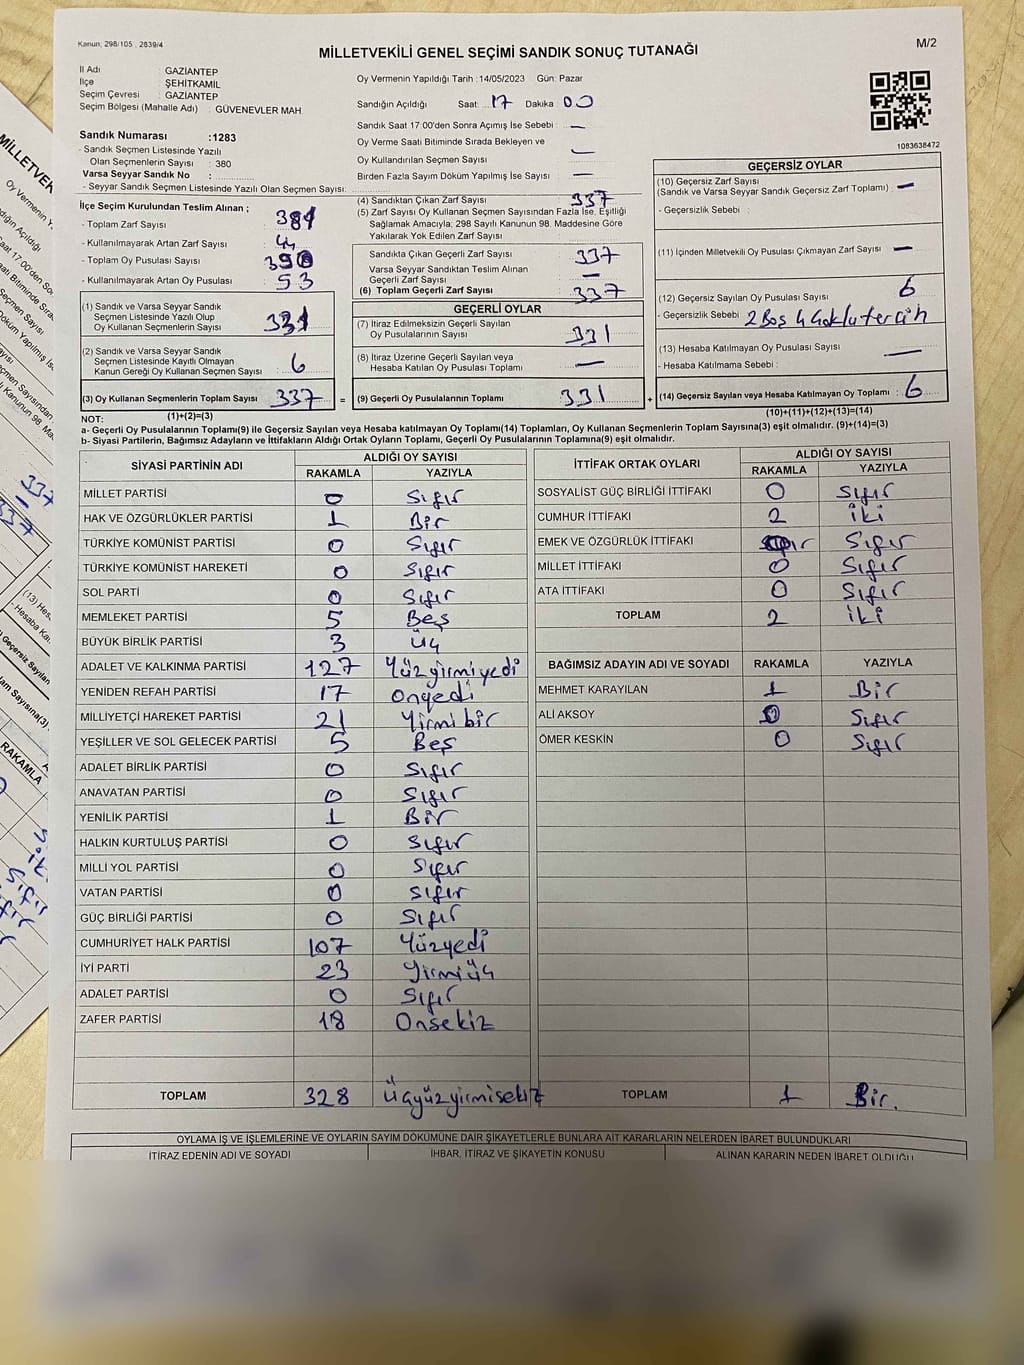 Kanun; 298/105 , 2839/4
M/2
MİLLETVEKİLİ GENEL SEÇİMİ SANDIK SONUÇ TUTANAĞI
İl Adı : GAZİANTEP
İlçe : ŞEHİTKAMİL
Seçim Çevresi : GAZİANTEP
Seçim Bölgesi (Mahalle Adı) : GÜVENEVLER MAH.
Sandık Numarası :1283
- Sandık Seçmen Listesinde Yazılı
Olan Seçmenlerin Sayısı : 380
Varsa Seyyar Sandık No :
- Seyyar Sandık Seçmen Listesinde Yazılı Olan Seçmen Sayısı:
Oy Vermenin Yapıldığı Tarih :14/05/2023 Gün: Pazar
Sandığın Açıldığı Saat: 17 Dakika : 00
Sandık Saat 17:00'den Sonra Açımış İse Sebebi : —
Oy Verme Saati Bitiminde Sırada Bekleyen ve
Oy Kullandırılan Seçmen Sayısı —
Birden Fazla Sayım Döküm Yapılmış İse Sayısı : —
1083638472
İlçe Seçim Kurulundan Teslim Alınan ;
- Toplam Zarf Sayısı : 381
- Kullanılmayarak Artan Zarf Sayısı : 44
- Toplam Oy Pusulası Sayısı : 390
- Kullanılmayarak Artan Oy Pusulası : 53
(1) Sandık ve Varsa Seyyar Sandık
Seçmen Listesinde Yazılı Olup
Oy Kullanan Seçmenlerin Sayısı : 331
(2) Sandık ve Varsa Seyyar Sandık
Seçmen Listesinde Kayıtlı Olmayan
Kanun Gereği Oy Kullanan Seçmen Sayısı : 6
(3) Oy Kullanan Seçmenlerin Toplam Sayısı : 337
(1)+(2)=(3)
(4) Sandıktan Çıkan Zarf Sayısı : 337
(5) Zarf Sayısı Oy Kullanan Seçmen Sayısından Fazla İse, Eşitliği
Sağlamak Amacıyla; 298 Sayılı Kanunun 98. Maddesine Göre
Yakılarak Yok Edilen Zarf Sayısı :
Sandıkta Çıkan Geçerli Zarf Sayısı : 337
Varsa Seyyar Sandıktan Teslim Alınan
Geçerli Zarf Sayısı : —
(6) Toplam Geçerli Zarf Sayısı : 337
GEÇERLİ OYLAR
(7) İtiraz Edilmeksizin Geçerli Sayılan
Oy Pusulalarının Sayısı : 331
(8) İtiraz Üzerine Geçerli Sayılan veya
Hesaba Katılan Oy Pusulası Toplamı : —
= (9) Geçerli Oy Pusulalarının Toplamı : 331
GEÇERSİZ OYLAR
(10) Geçersiz Zarf Sayısı
(Sandık ve Varsa Seyyar Sandık Geçersiz Zarf Toplamı) : —
- Geçersizlik Sebebi :
(11) İçinden Milletvekili Oy Pusulası Çıkmayan Zarf Sayısı : —
(12) Geçersiz Sayılan Oy Pusulası Sayısı : 6
- Geçersizlik Sebebi : 2 Boş 4 çoklu tercih
(13) Hesaba Katılmayan Oy Pusulası Sayısı : —
- Hesaba Katılmama Sebebi :
+ (14) Geçersiz Sayılan veya Hesaba Katılmayan Oy Toplamı : 6
(10)+(11)+(12)+(13)=(14)
NOT:
a- Geçerli Oy Pusulalarının Toplamı(9) ile Geçersiz Sayılan veya Hesaba katılmayan Oy Toplamı(14) Toplamları, Oy Kullanan Seçmenlerin Toplam Sayısına(3) eşit olmalıdır. (9)+(14)=(3)
b- Siyasi Partilerin, Bağımsız Adayların ve İttifakların Aldığı Ortak Oyların Toplamı, Geçerli Oy Pusulalarının Toplamına(9) eşit olmalıdır.
SİYASİ PARTİNİN ADI
ALDIĞI OY SAYISI
RAKAMLA YAZIYLA
MİLLET PARTİSİ 0 Sıfır
HAK VE ÖZGÜRLÜKLER PARTİSİ 1 Bir
TÜRKİYE KOMÜNİST PARTİSİ 0 Sıfır
TÜRKİYE KOMÜNİST HAREKETİ 0 Sıfır
SOL PARTİ 0 Sıfır
MEMLEKET PARTİSİ 5 Beş
BÜYÜK BİRLİK PARTİSİ 3 Üç
ADALET VE KALKINMA PARTİSİ 127 Yüzyirmiyedi
YENİDEN REFAH PARTİSİ 17 Onyedi
MİLLİYETÇİ HAREKET PARTİSİ 21 Yirmi bir
YEŞİLLER VE SOL GELECEK PARTİSİ 5 Beş
ADALET BİRLİK PARTİSİ 0 Sıfır
ANAVATAN PARTİSİ 0 Sıfır
YENİLİK PARTİSİ 1 Bir
HALKIN KURTULUŞ PARTİSİ 0 Sıfır
MİLLİ YOL PARTİSİ 0 Sıfır
VATAN PARTİSİ 0 Sıfır
GÜÇ BİRLİĞİ PARTİSİ 0 Sıfır
CUMHURİYET HALK PARTİSİ 107 Yüzyedi
İYİ PARTİ 23 Yirmiüç
ADALET PARTİSİ 0 Sıfır
ZAFER PARTİSİ 18 Onsekiz
TOPLAM 328 Üçyüzyirmisekiz
İTTİFAK ORTAK OYLARI
ALDIĞI OY SAYISI
RAKAMLA YAZIYLA
SOSYALİST GÜÇ BİRLİĞİ İTTİFAKI 0 Sıfır
CUMHUR İTTİFAKI 2 İki
EMEK VE ÖZGÜRLÜK İTTİFAKI Sıfır
MİLLET İTTİFAKI 0 Sıfır
ATA İTTİFAKI 0 Sıfır
TOPLAM 2 İki
BAĞIMSIZ ADAYIN ADI VE SOYADI RAKAMLA YAZIYLA
MEHMET KARAYILAN 1 Bir
ALİ AKSOY 0 Sıfır
ÖMER KESKİN 0 Sıfır
TOPLAM 1 Bir.
OYLAMA İŞ VE İŞLEMLERİNE VE OYLARIN SAYIM DÖKÜMÜNE DAİR ŞİKAYETLERLE BUNLARA AİT KARARLARIN NELERDEN İBARET BULUNDUKLARI
İTİRAZ EDENİN ADI VE SOYADI
İHBAR, İTİRAZ VE ŞİKAYETİN KONUSU
ALINAN KARARIN NEDEN İBARET OLDUĞU